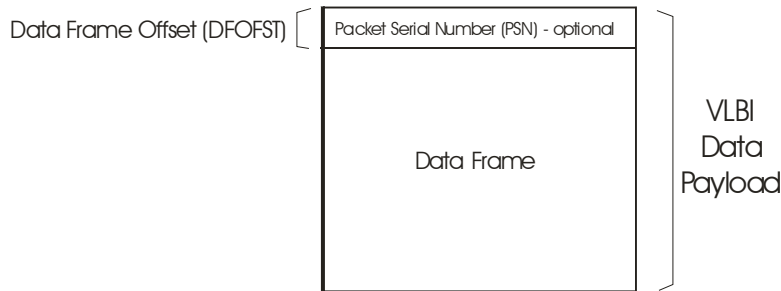 Data Frame Offset (DFOFST)
Packet Serial Number (PSN) - optional
Data Frame
VLBI
Data
Payload